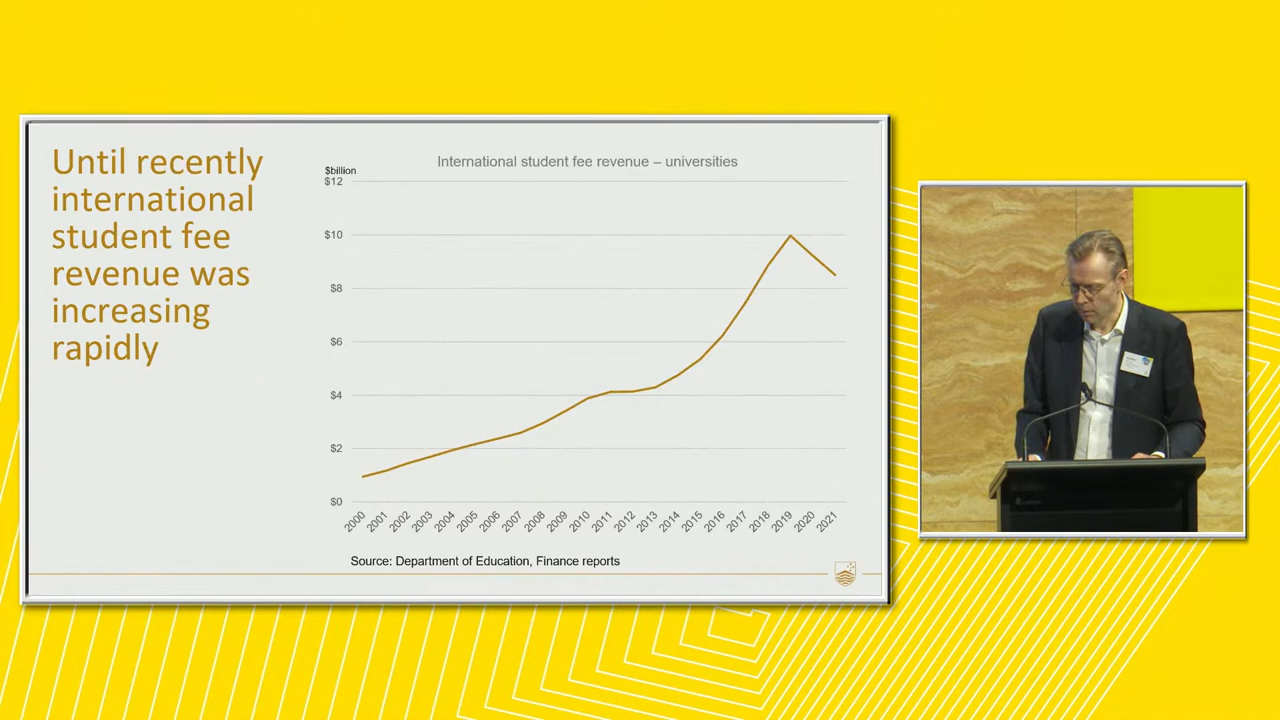 Until recently
international
student fee
revenue was
increasing
rapidly
International student fee revenue – universities
$billion
$12
$10
$8
$6
$4
$2
$0
2000 2001 2002 2003 2004 2005 2006 2007 2008 2009 2010 2011 2012 2013 2014 2015 2016 2017 2018 2019 2020 2021
Source: Department of Education, Finance reports